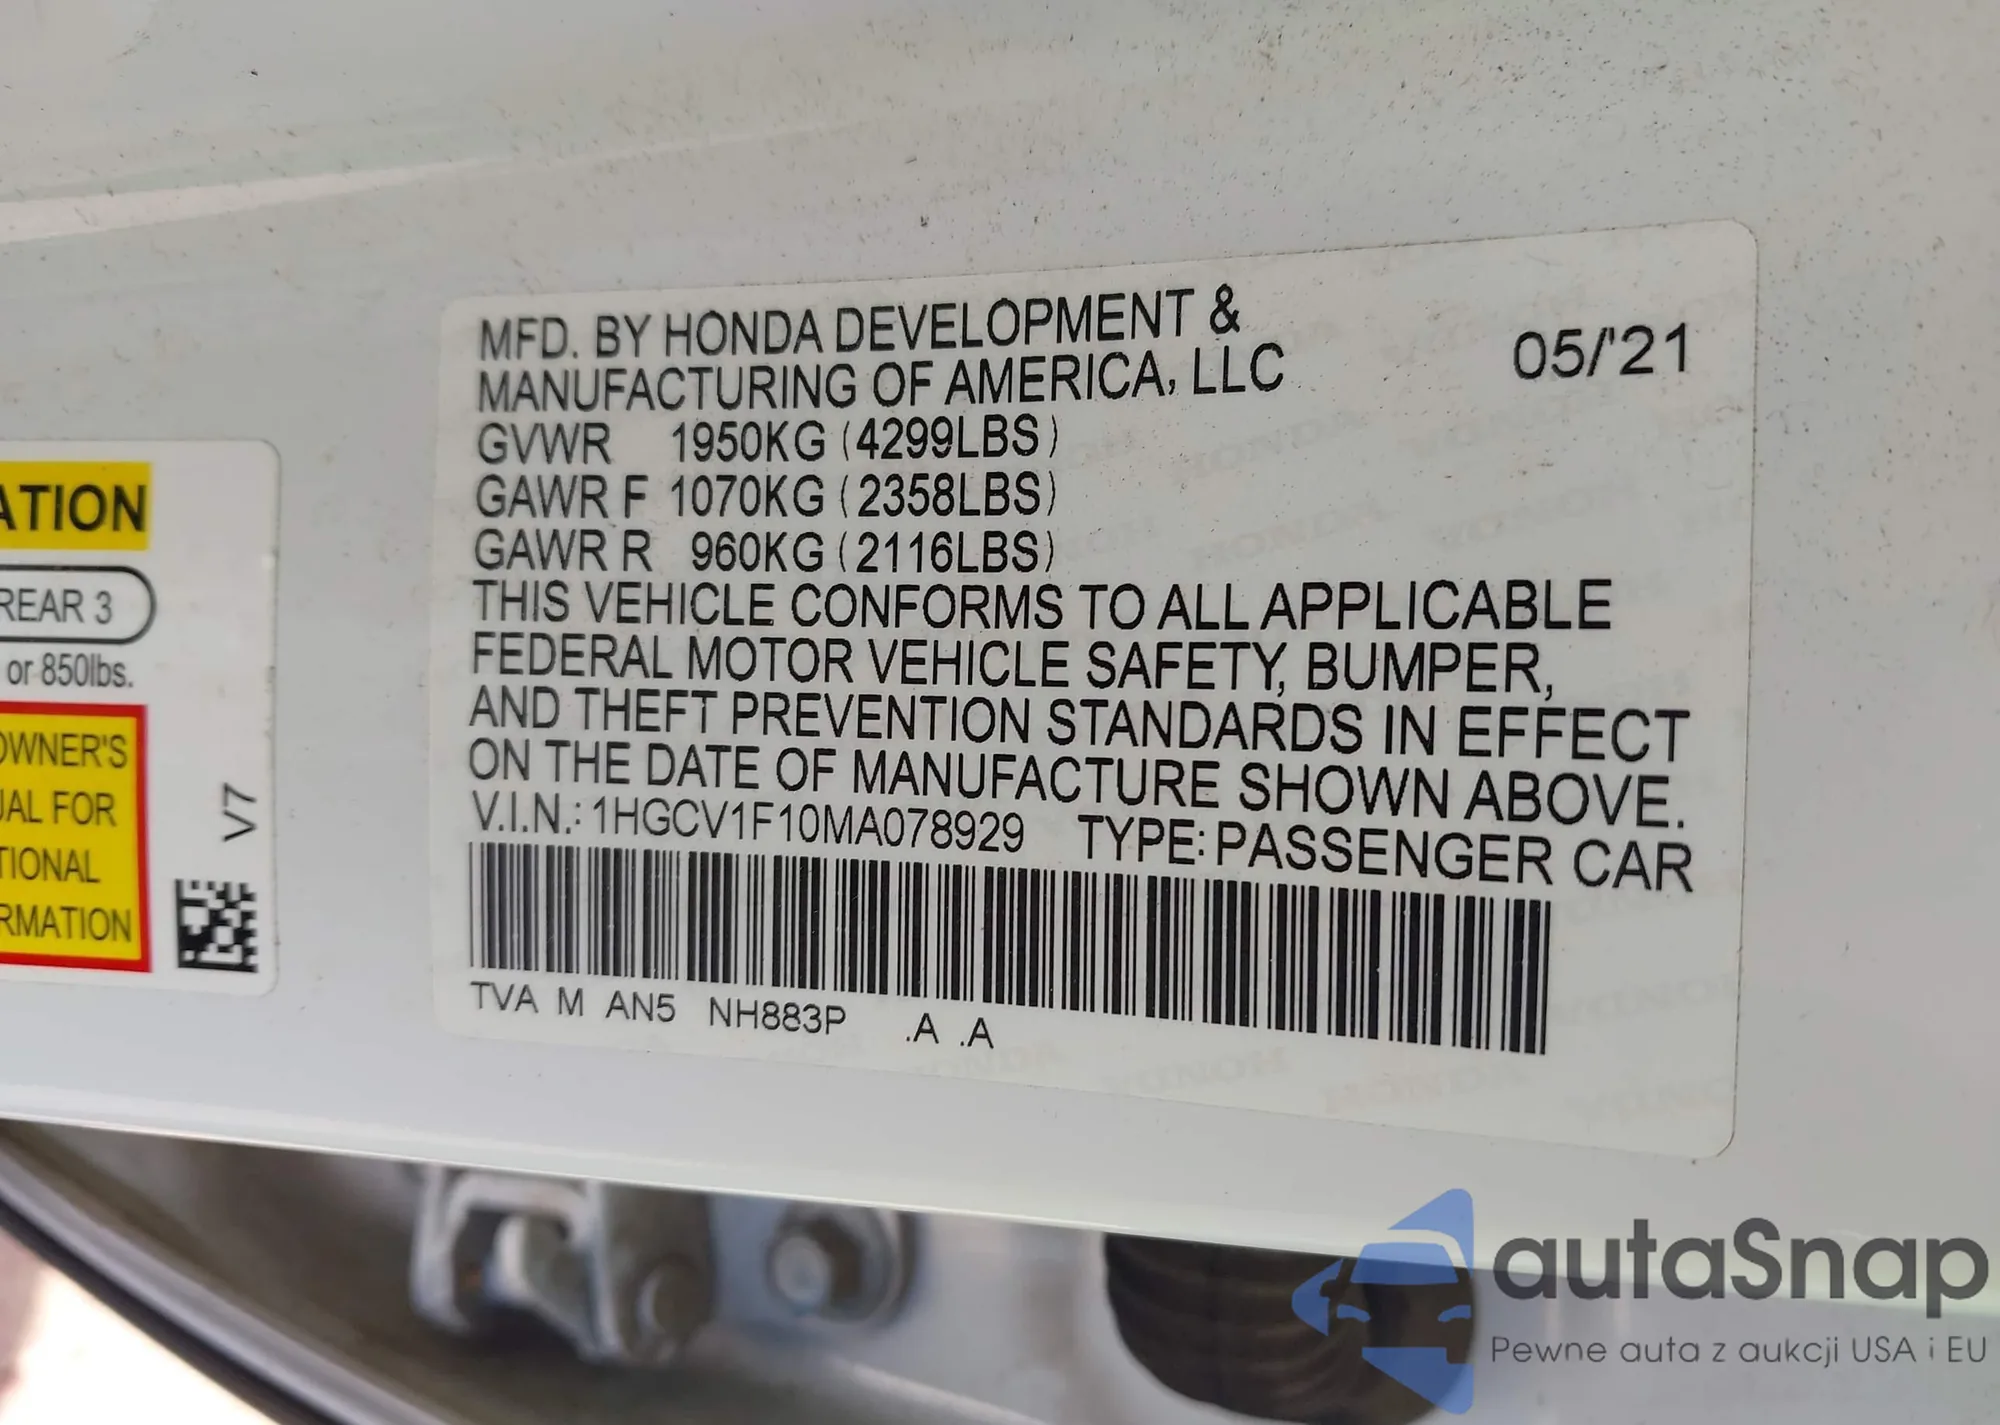 MFD. BY HONDA DEVELOPMENT &
MANUFACTURING OF AMERICA, LLC
05/'21
GVWR 1950KG (4299LBS)
GAWR F 1070KG (2358LBS)
GAWR R 960KG (2116LBS)
THIS VEHICLE CONFORMS TO ALL APPLICABLE
FEDERAL MOTOR VEHICLE SAFETY, BUMPER,
AND THEFT PREVENTION STANDARDS IN EFFECT
ON THE DATE OF MANUFACTURE SHOWN ABOVE.
V.I.N.: 1HGCV1F10MA078929 TYPE: PASSENGER CAR
TVA M AN5 NH883P .A .A
ATION
REAR 3
or 850lbs.
OWNER'S
UAL FOR
TIONAL
RMATION
V7
autaSnap
Pewne auta z aukcji USA i EU